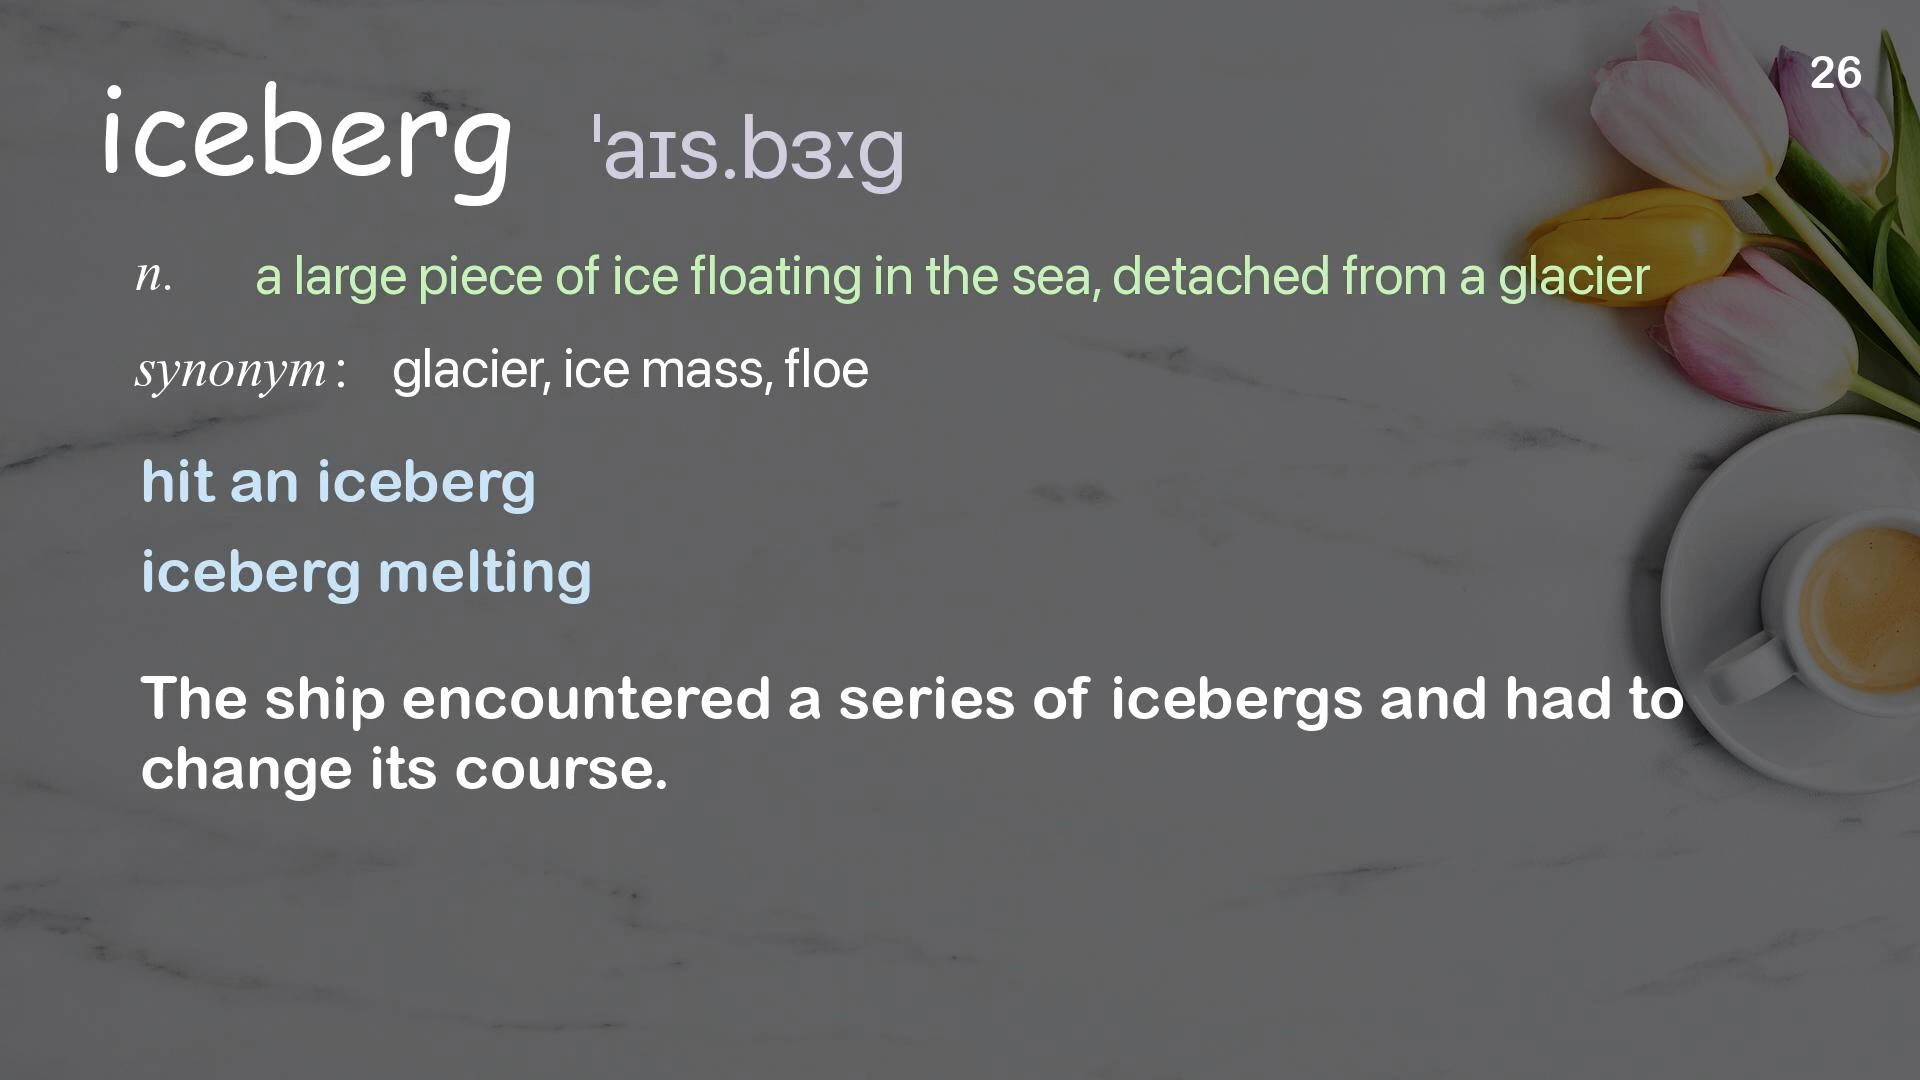 26
iceberg ˈaɪs.bɜːg
n. a large piece of ice floating in the sea, detached from a glacier
synonym : glacier, ice mass, floe
hit an iceberg
iceberg melting
The ship encountered a series of icebergs and had to
change its course.